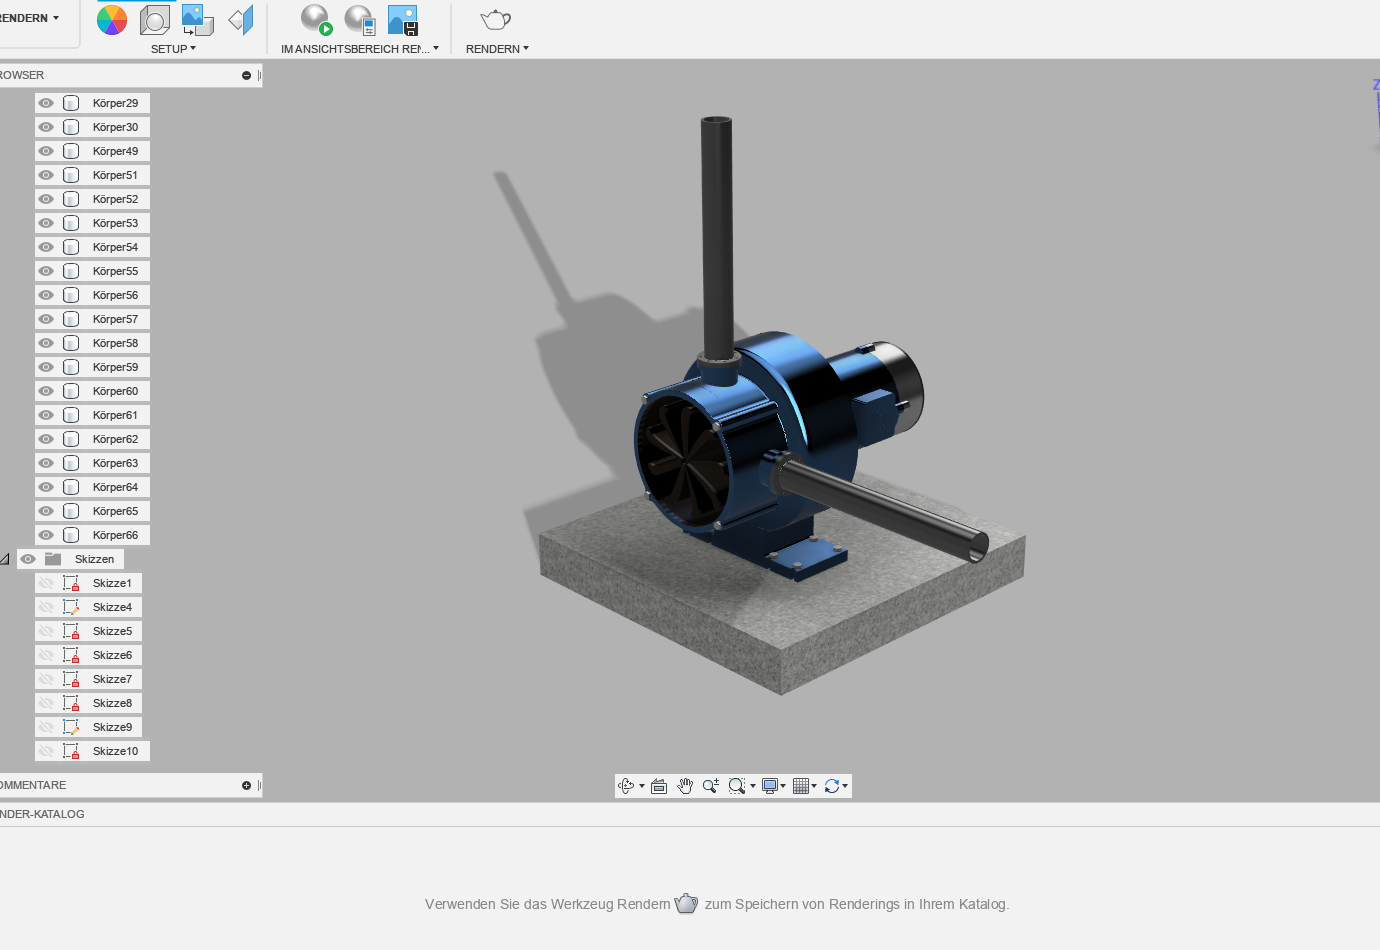 RENDERN
SETUP
IM ANSICHTSBEREICH REN...
RENDERN
ROWSER
Z
Körper29
Körper30
Körper49
Körper51
Körper52
Körper53
Körper54
Körper55
Körper56
Körper57
Körper58
Körper59
Körper60
Körper61
Körper62
Körper63
Körper64
Körper65
Körper66
Skizzen
Skizze1
Skizze4
Skizze5
Skizze6
Skizze7
Skizze8
Skizze9
Skizze10
OMMENTARE
NDER-KATALOG
Verwenden Sie das Werkzeug Rendern zum Speichern von Renderings in Ihrem Katalog.